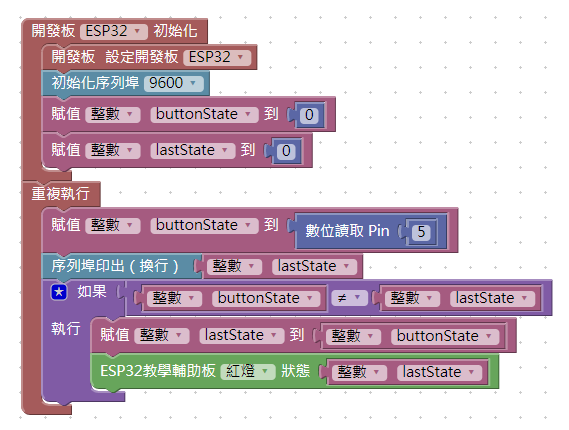 開發板 ESP32 初始化
開發板 設定開發板 ESP32
初始化序列埠 9600
賦值 整數 buttonState 到 0
賦值 整數 lastState 到 0
重複執行
賦值 整數 buttonState 到 數位讀取 Pin 5
序列埠印出（換行） 整數 lastState
如果 整數 buttonState ≠ 整數 lastState
執行 賦值 整數 lastState 到 整數 buttonState
ESP32教學輔助板 紅燈 狀態 整數 lastState